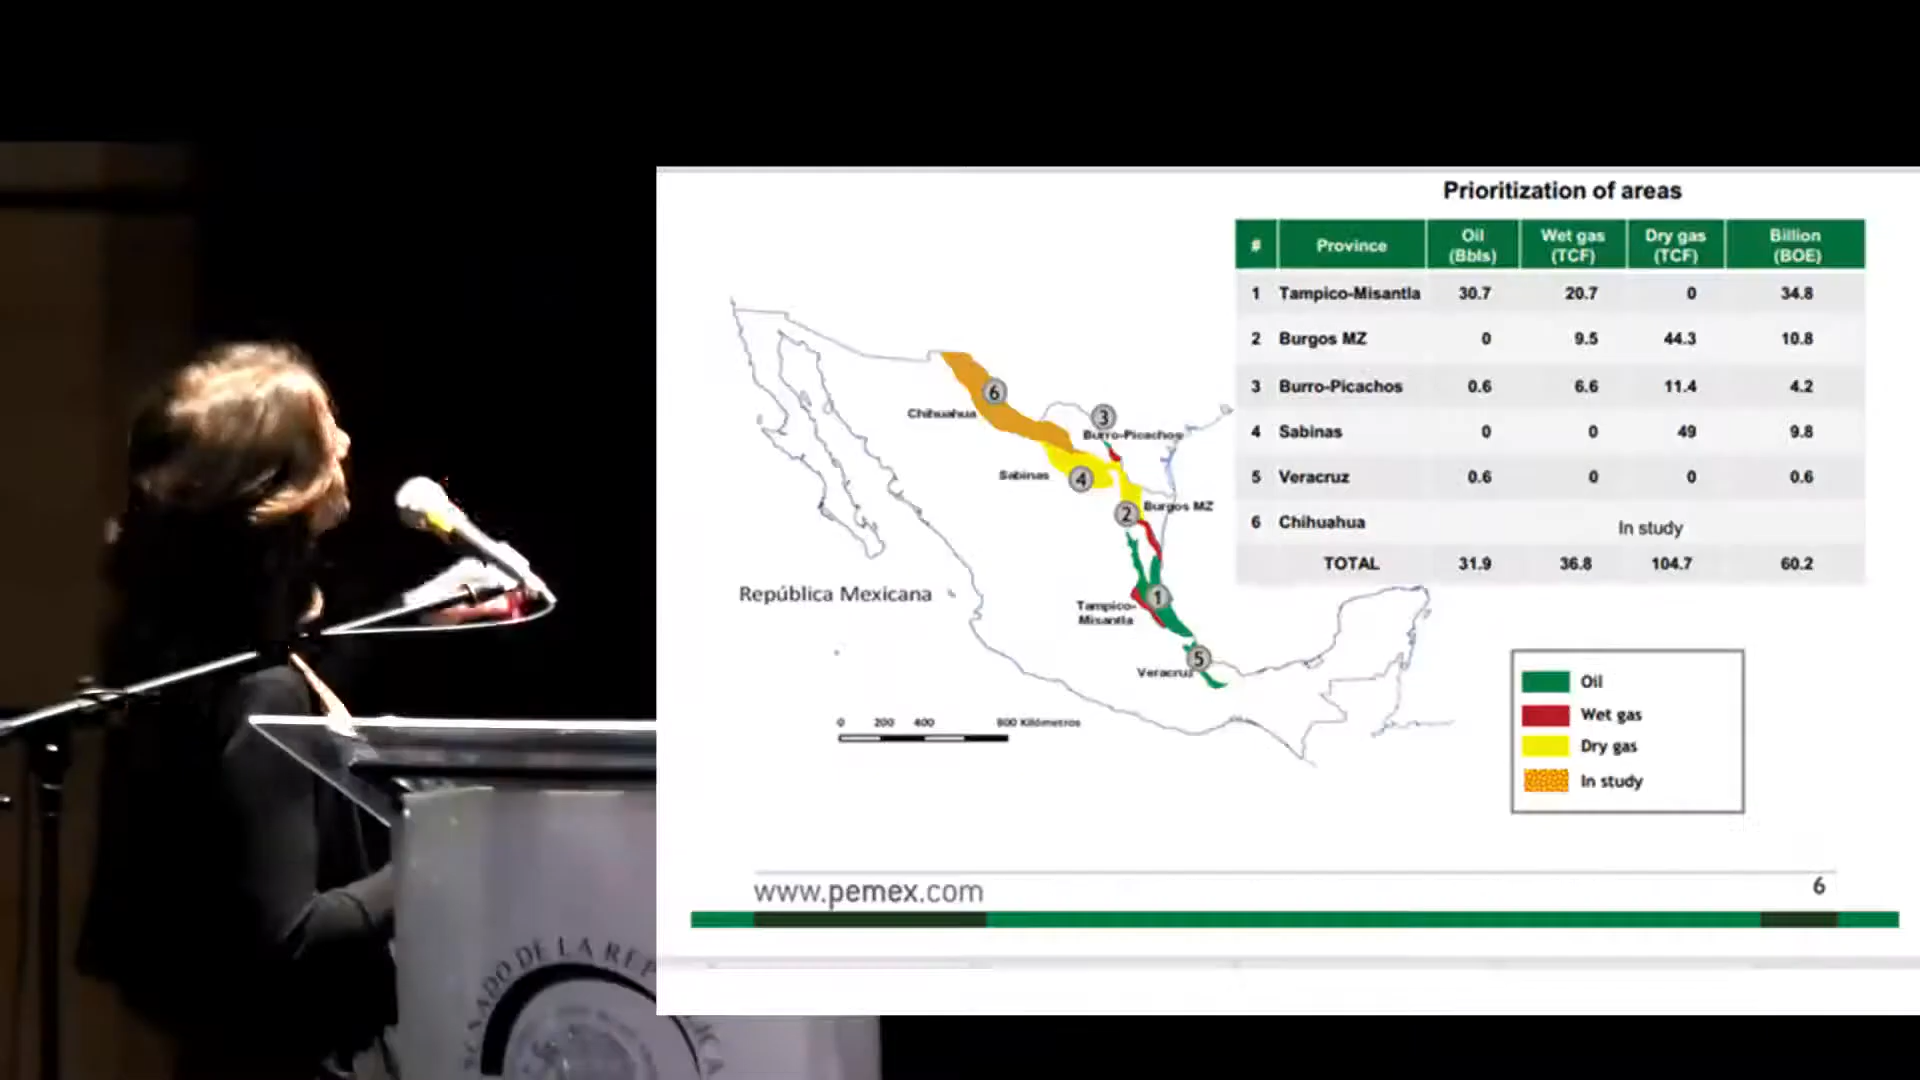 Prioritization of areas
# Province Oil (Bbls) Wet gas (TCF) Dry gas (TCF) Billion (BOE)
1 Tampico-Misantla 30.7 20.7 0 34.8
2 Burgos MZ 0 9.5 44.3 10.8
3 Burro-Picachos 0.6 6.6 11.4 4.2
4 Sabinas 0 0 49 9.8
5 Veracruz 0.6 0 0 0.6
6 Chihuahua In study
TOTAL 31.9 36.8 104.7 60.2
6
Chihuahua
3
Burro-Picachos
Sabinas
4
2
Burgos MZ
República Mexicana
1
Tampico-
Misantla
5
Veracruz
0 200 400 800 Kilómetros
Oil
Wet gas
Dry gas
In study
www.pemex.com
6
SENADO DE LA REPÚBLICA